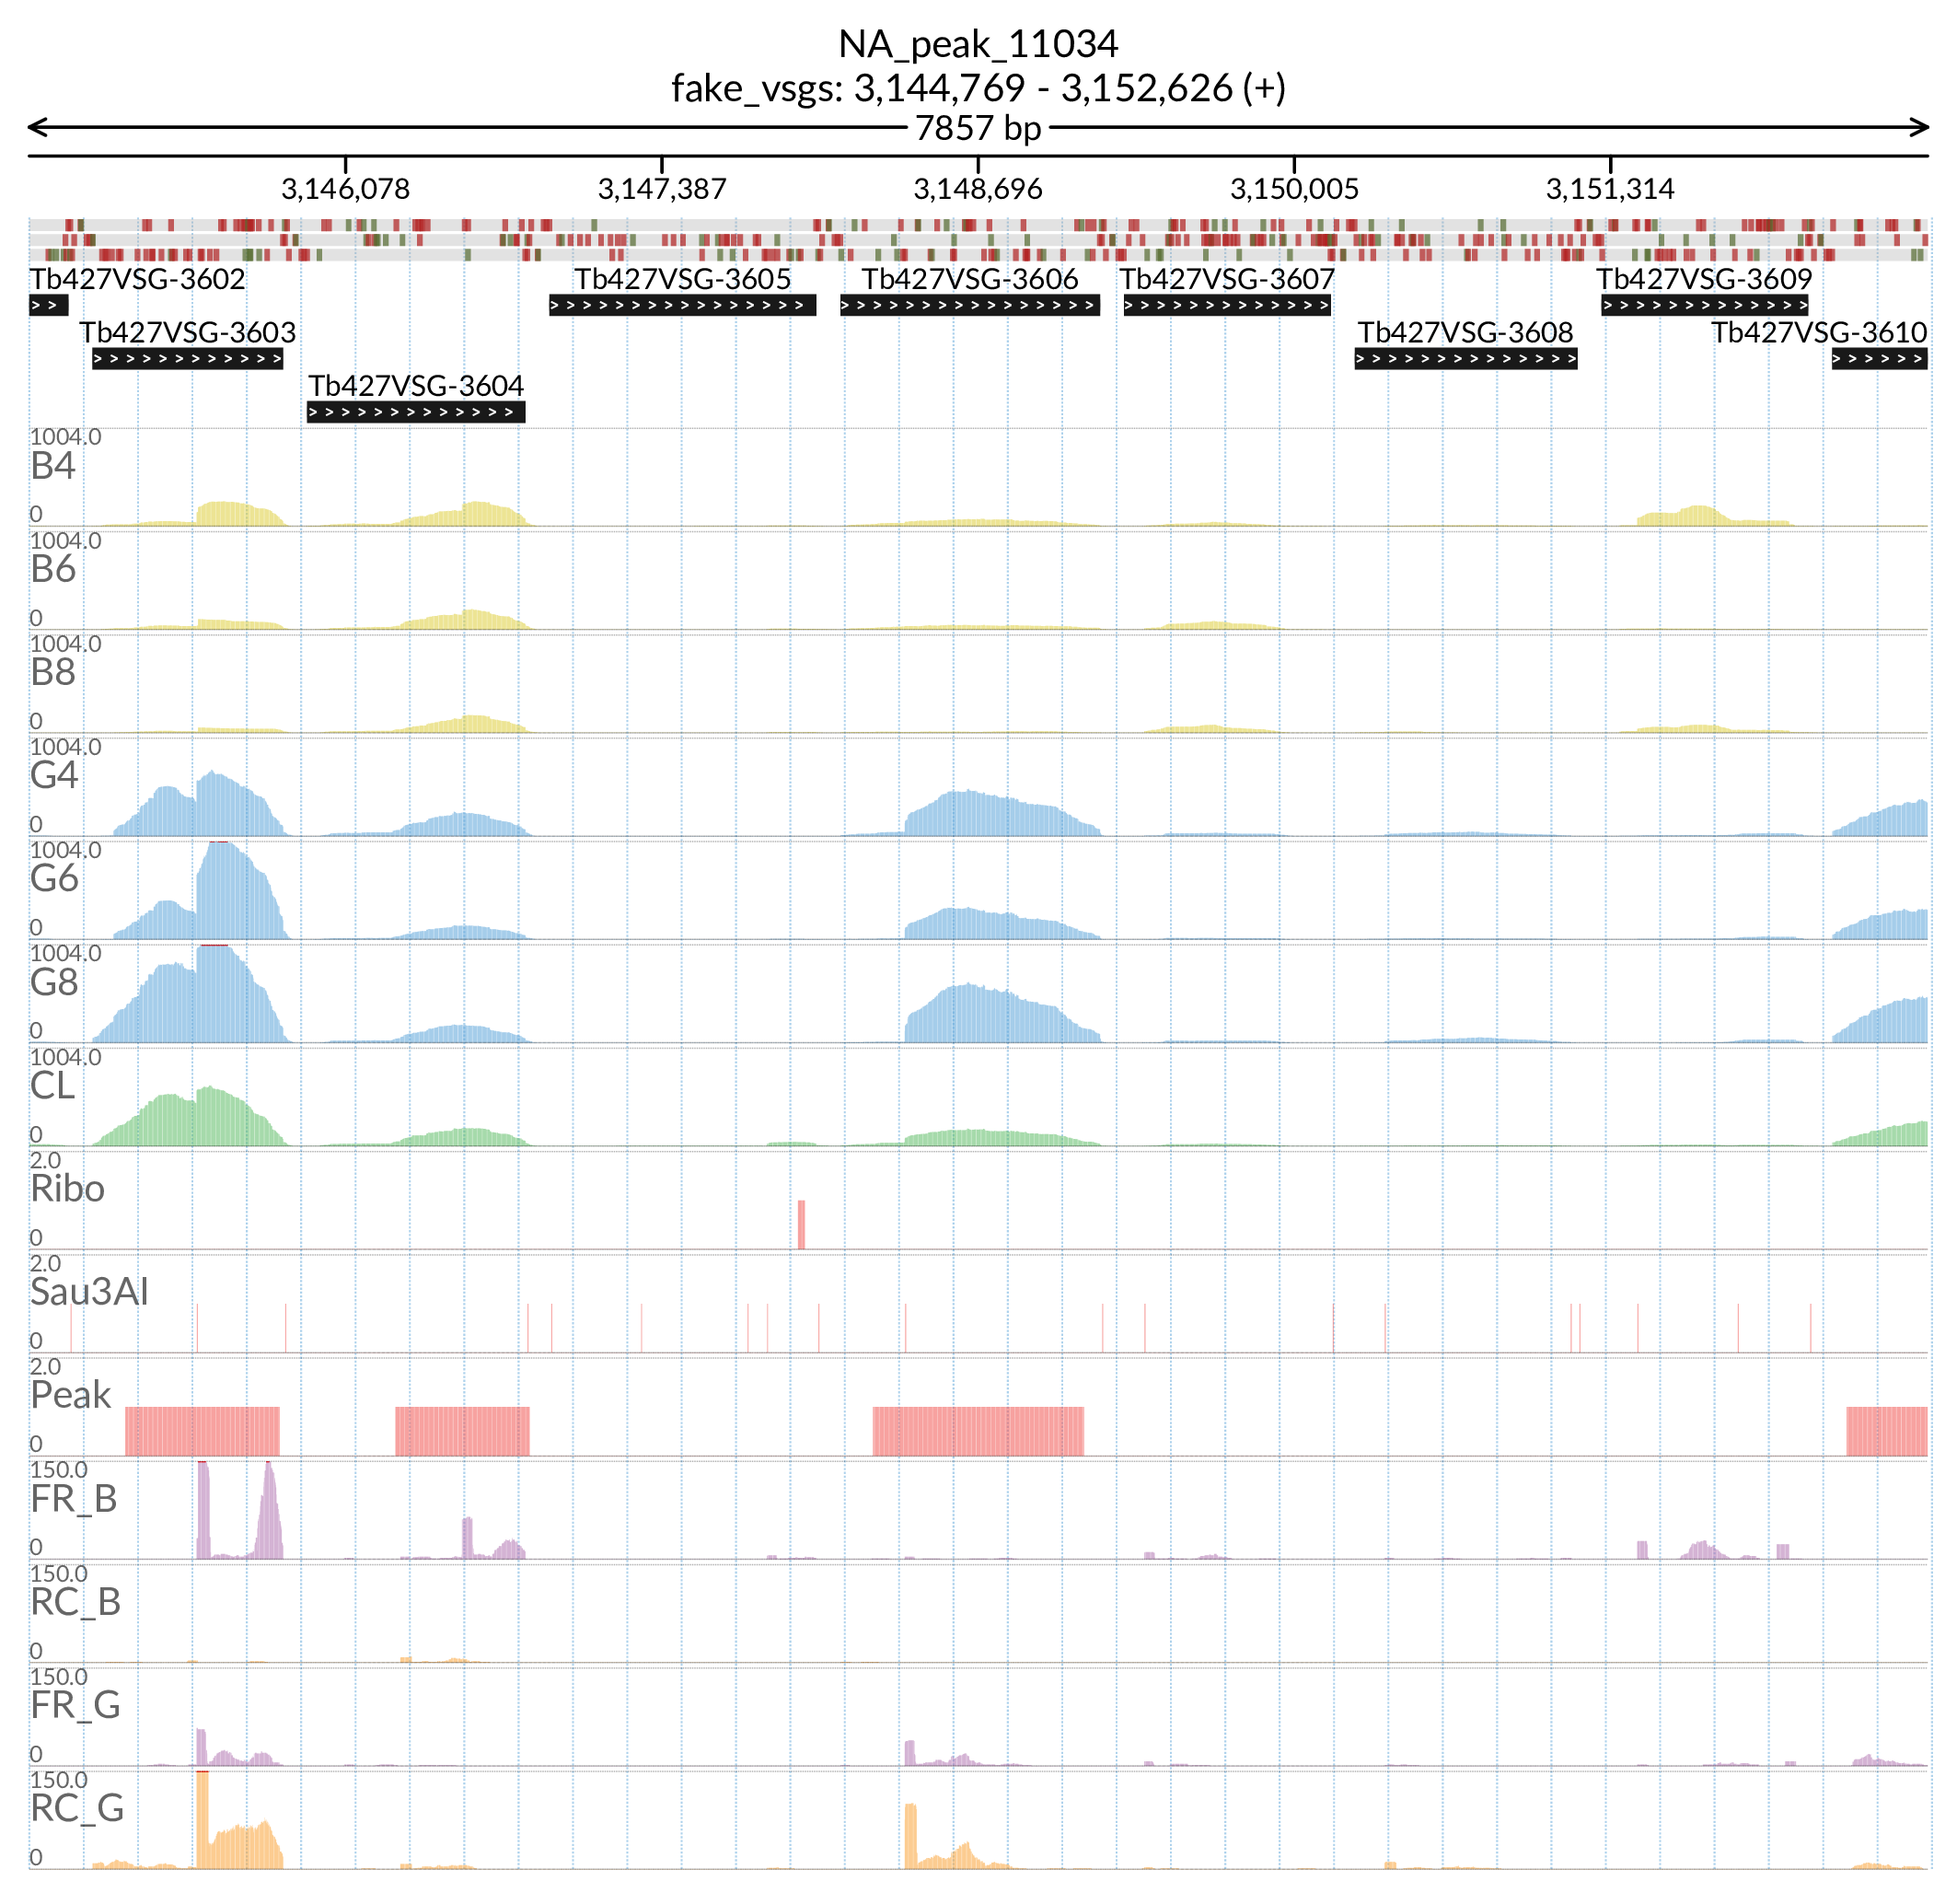 NA_peak_11034
fake_vsgs: 3,144,769 - 3,152,626 (+)
7857 bp
3,146,078 3,147,387 3,148,696 3,150,005 3,151,314
Tb427VSG-3602 Tb427VSG-3605 Tb427VSG-3606 Tb427VSG-3607 Tb427VSG-3609
Tb427VSG-3603 Tb427VSG-3608 Tb427VSG-3610
Tb427VSG-3604
1004.0
B4
0
1004.0
B6
0
1004.0
B8
0
1004.0
G4
0
1004.0
G6
0
1004.0
G8
0
1004.0
CL
0
2.0
Ribo
0
2.0
Sau3AI
0
2.0
Peak
0
150.0
FR_B
0
150.0
RC_B
0
150.0
FR_G
0
150.0
RC_G
0